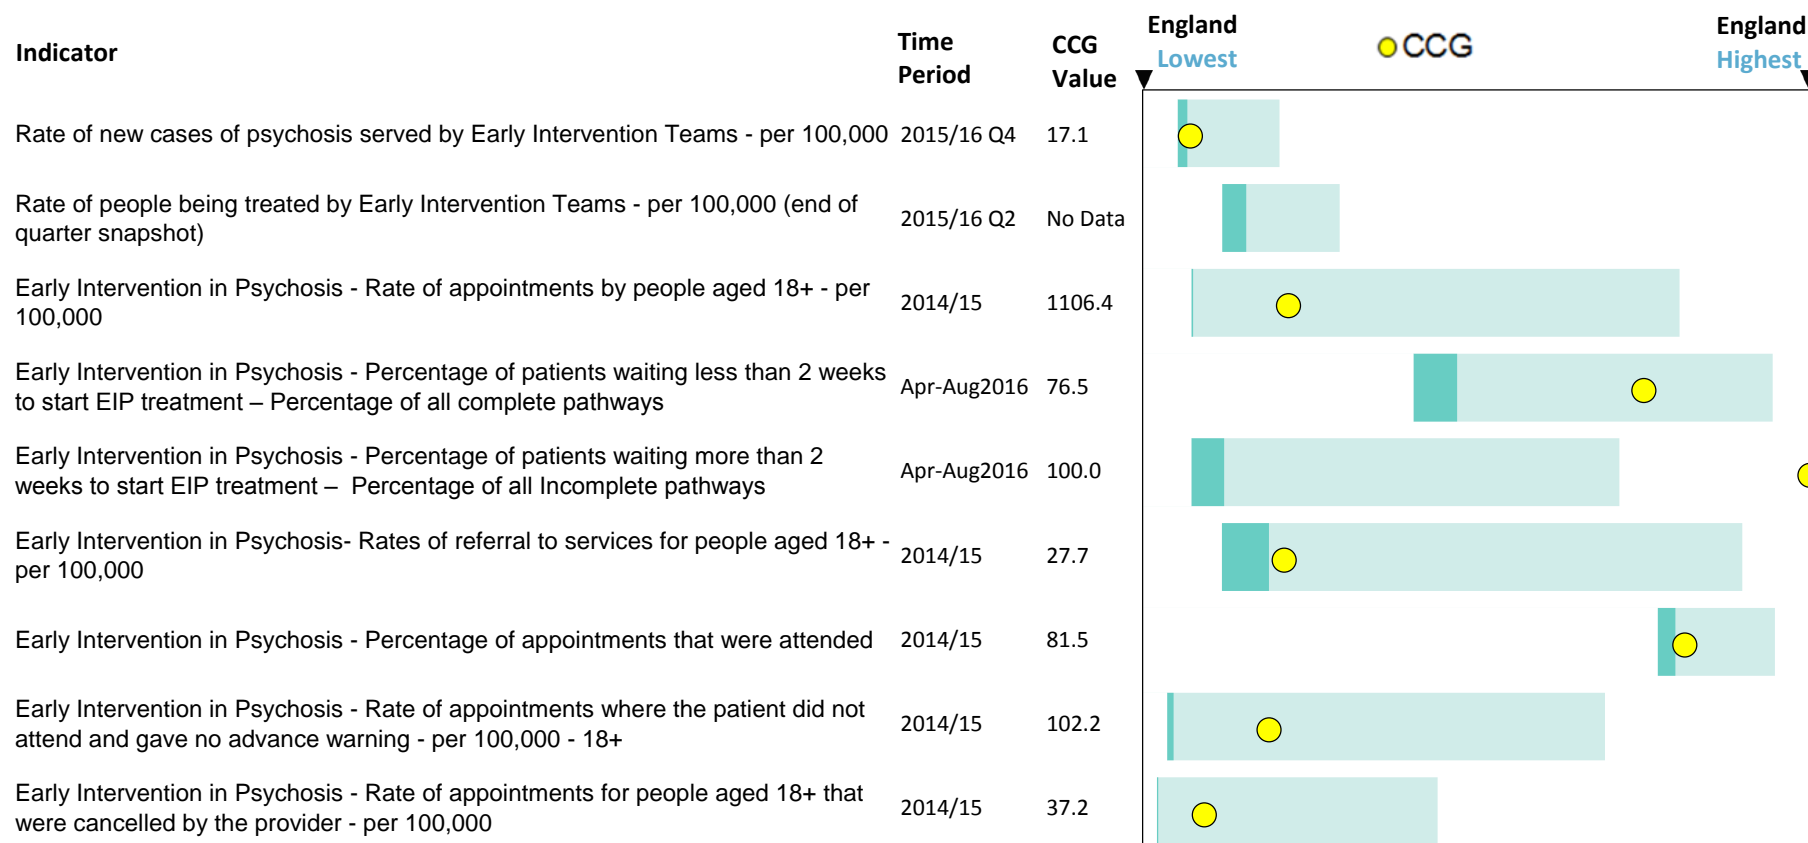 Indicator
Time
Period
CCG
Value
England
Lowest
CCG
England
Highest
Rate of new cases of psychosis served by Early Intervention Teams - per 100,000 2015/16 Q4 17.1
Rate of people being treated by Early Intervention Teams - per 100,000 (end of
quarter snapshot)
2015/16 Q2 No Data
Early Intervention in Psychosis - Rate of appointments by people aged 18+ - per
100,000
2014/15 1106.4
Early Intervention in Psychosis - Percentage of patients waiting less than 2 weeks
to start EIP treatment – Percentage of all complete pathways
Apr-Aug2016 76.5
Early Intervention in Psychosis - Percentage of patients waiting more than 2
weeks to start EIP treatment – Percentage of all Incomplete pathways
Apr-Aug2016 100.0
Early Intervention in Psychosis- Rates of referral to services for people aged 18+ -
per 100,000
2014/15 27.7
Early Intervention in Psychosis - Percentage of appointments that were attended 2014/15 81.5
Early Intervention in Psychosis - Rate of appointments where the patient did not
attend and gave no advance warning - per 100,000 - 18+
2014/15 102.2
Early Intervention in Psychosis - Rate of appointments for people aged 18+ that
were cancelled by the provider - per 100,000
2014/15 37.2